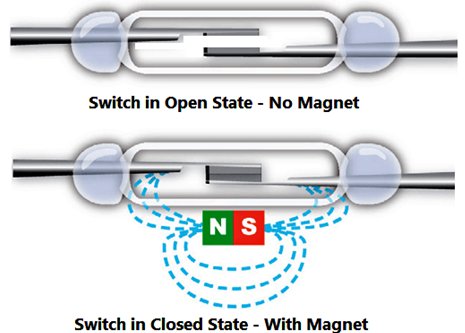 Switch in Open State - No Magnet
N S
Switch in Closed State - With Magnet